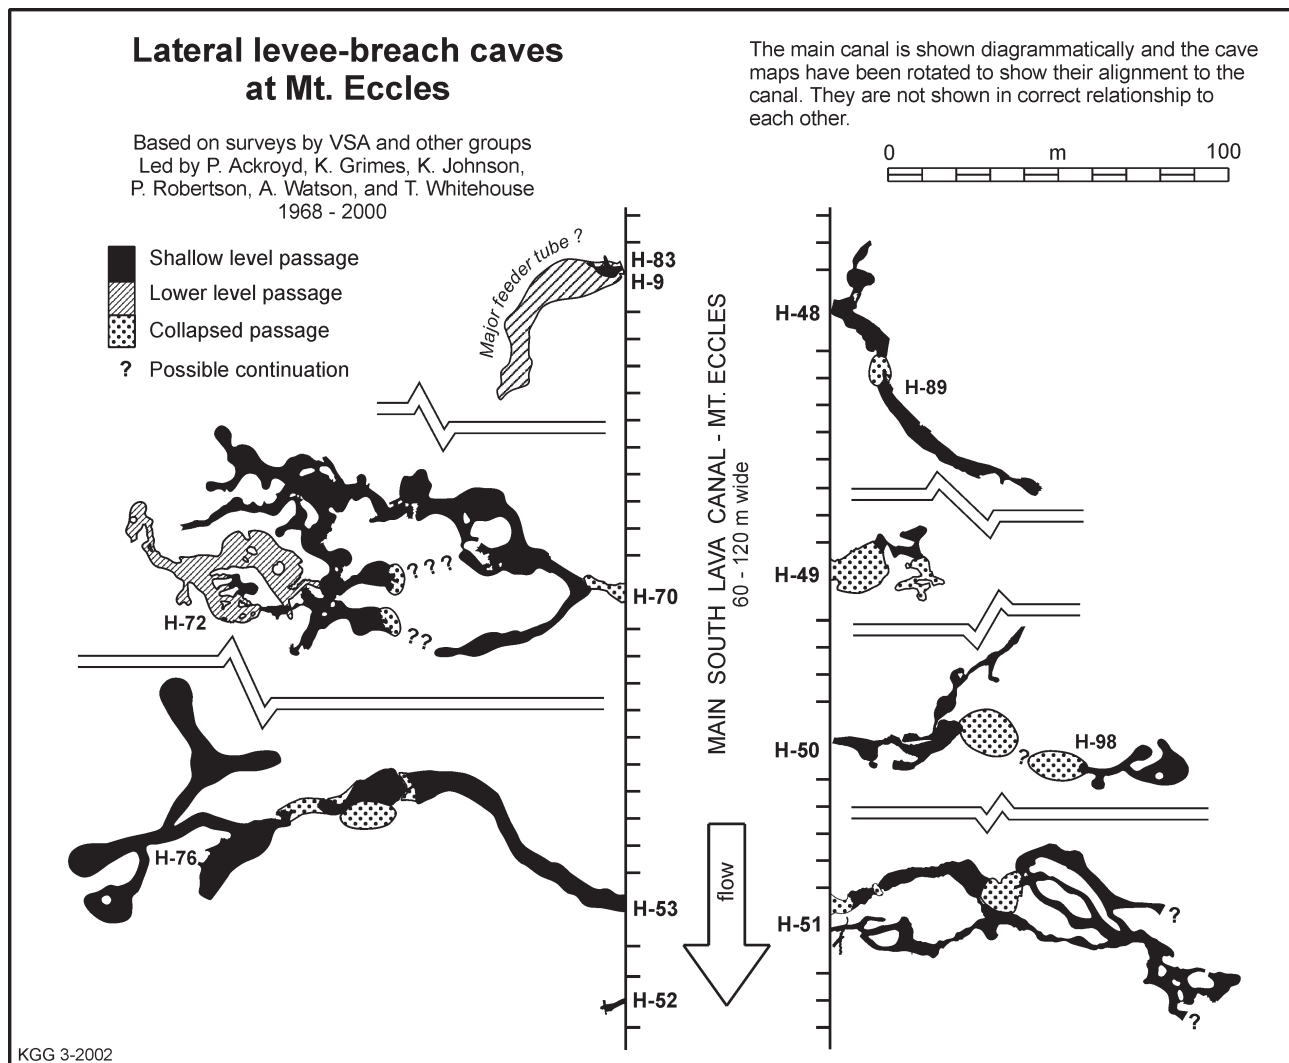 Lateral levee-breach caves
at Mt. Eccles
Based on surveys by VSA and other groups
Led by P. Ackroyd, K. Grimes, K. Johnson,
P. Robertson, A. Watson, and T. Whitehouse
1968 - 2000
The main canal is shown diagrammatically and the cave
maps have been rotated to show their alignment to the
canal. They are not shown in correct relationship to
each other.
0 m 100
Shallow level passage
Lower level passage
Collapsed passage
? Possible continuation
Major feeder tube ?
H-83
H-9
H-48
H-89
MAIN SOUTH LAVA CANAL - MT. ECCLES
60 - 120 m wide
H-49
? ? ?
H-70
H-72
??
H-50
?
H-98
H-76
flow
H-53
H-51
?
H-52
?
KGG 3-2002